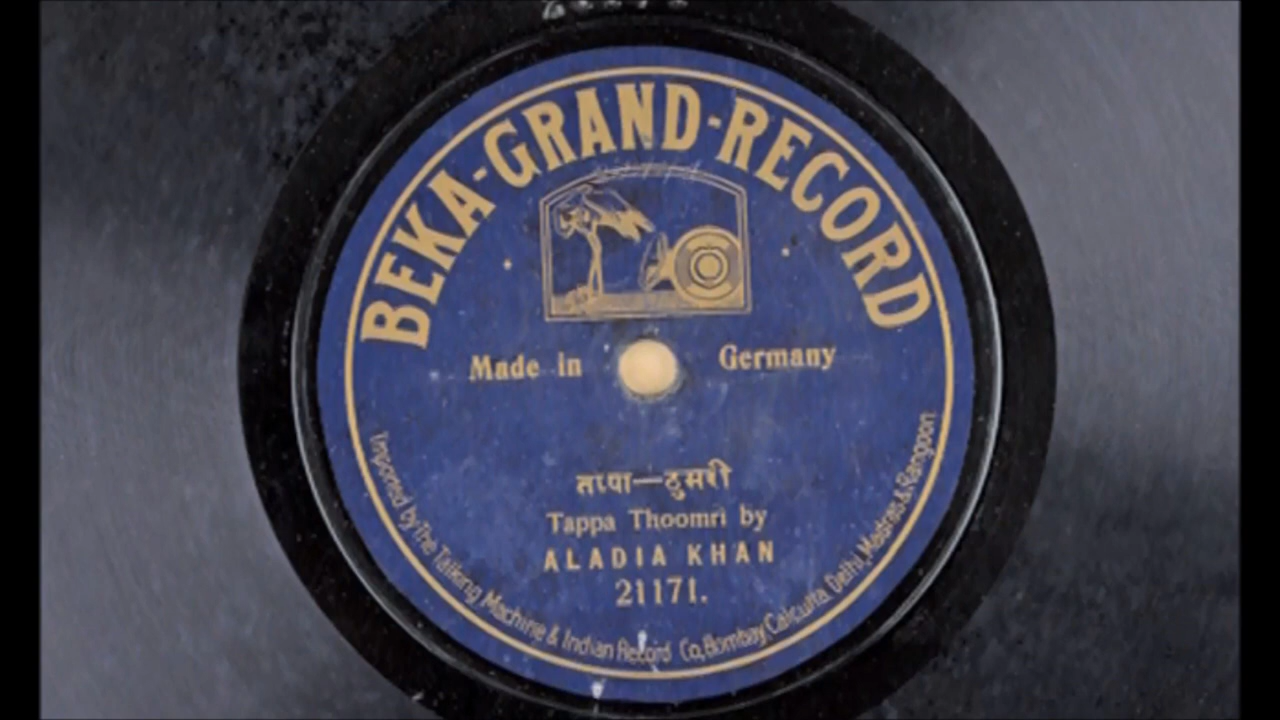 BEKA-GRAND-RECORD
Made in Germany
तप्पा—ठुमरी
Tappa Thoomri by
ALADIA KHAN
21171.
Imported by The Talking Machine & Indian Record Co, Bombay, Calcutta, Delhi, Madras & Rangoon